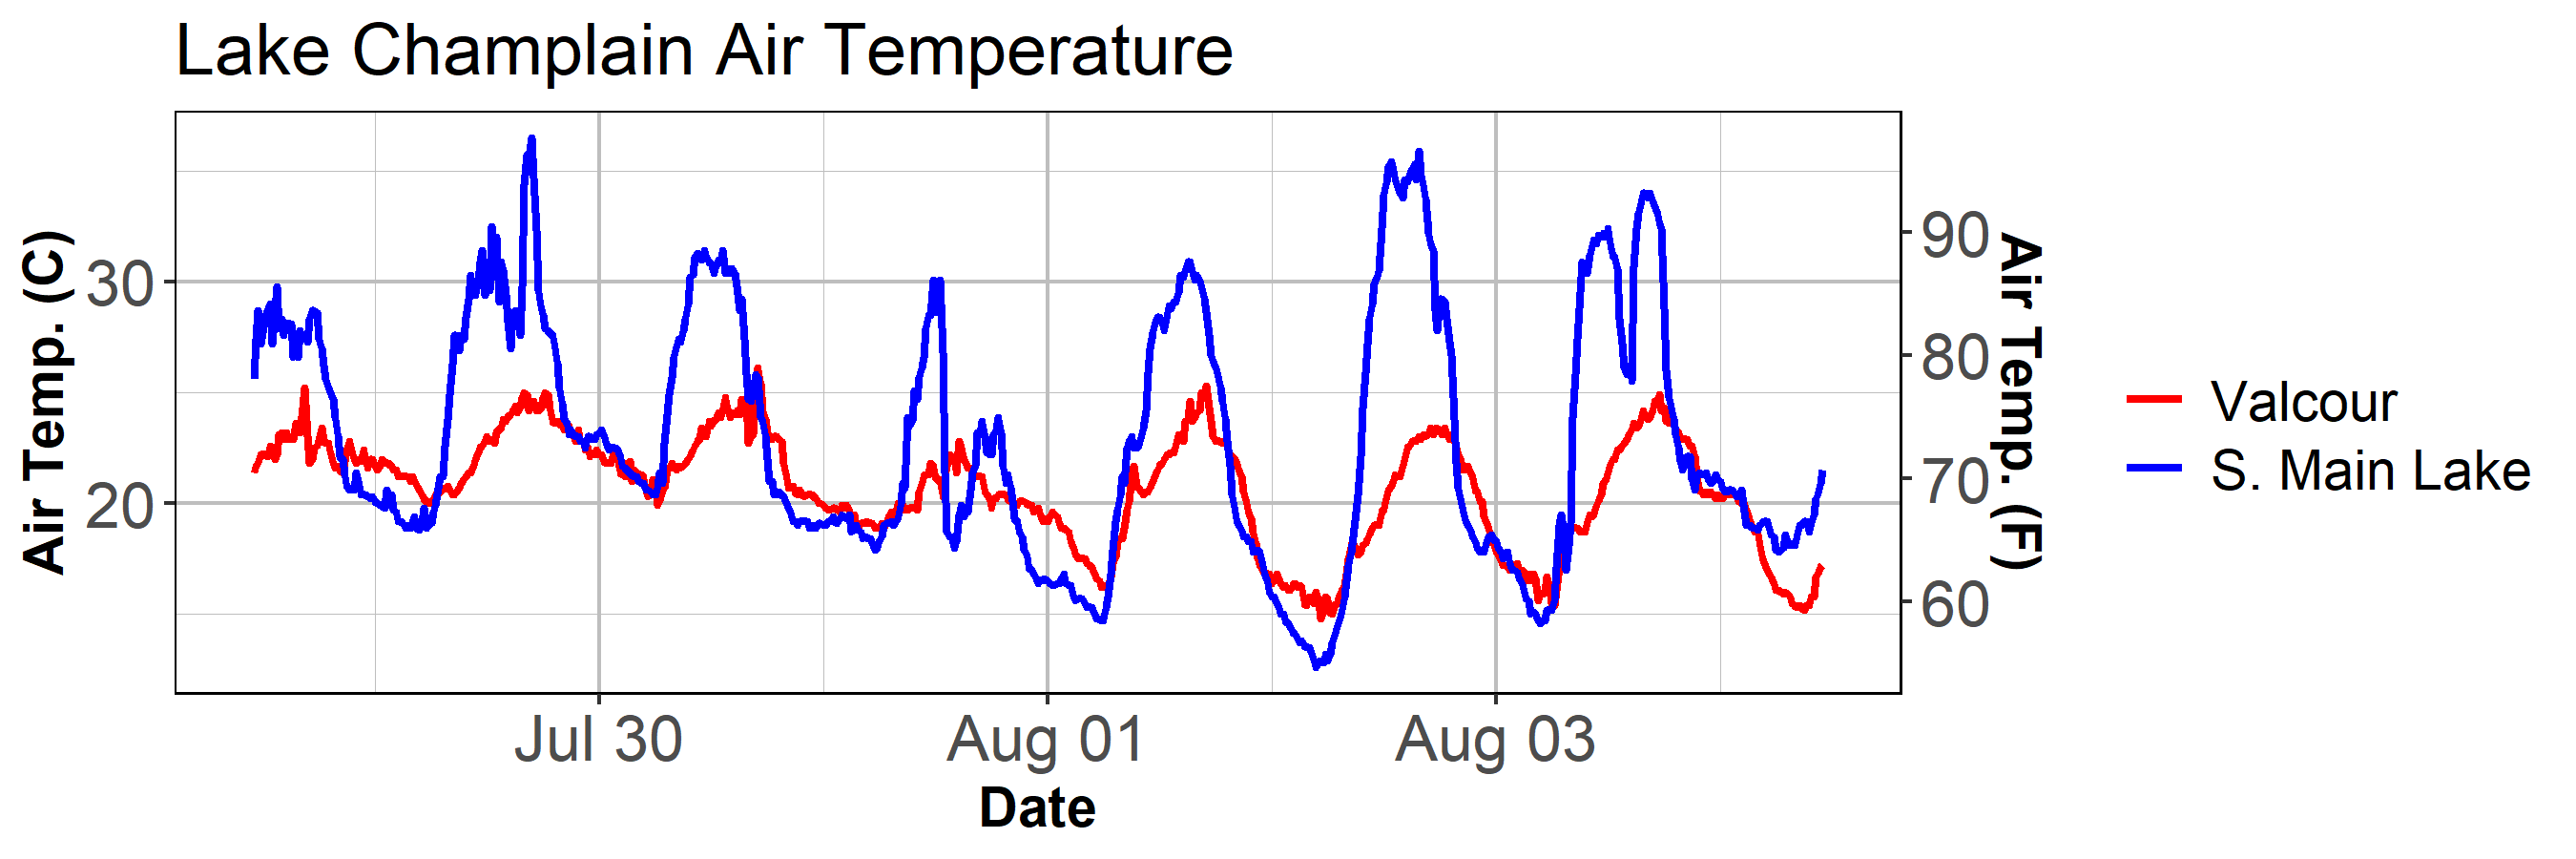 Lake Champlain Air Temperature
Air Temp. (C)
30
20
90
80
70
60
Air Temp. (F)
Valcour
S. Main Lake
Jul 30
Aug 01
Aug 03
Date